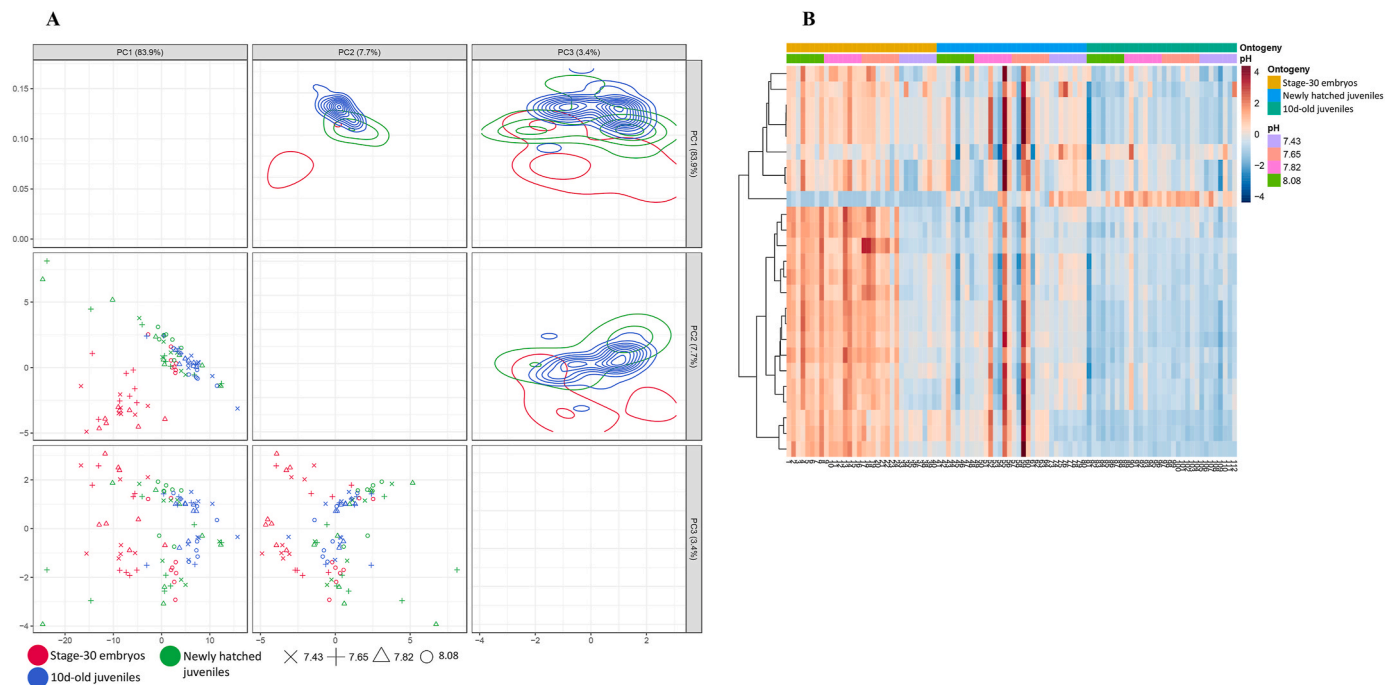 A
B
PC1 (83.9%)
PC2 (7.7%)
PC3 (3.4%)
0.15
0.10
0.05
0.00
PC1 (83.9%)
5
0
−5
PC2 (7.7%)
2
0
−2
−4
PC3 (3.4%)
−20 −10 0 10
−5 0 5
−4 −2 0 2
Stage-30 embryos
10d-old juveniles
Newly hatched
juveniles
7.43 7.65 7.82 8.08
Ontogeny
pH
4
2
0
−2
−4
Ontogeny
Stage-30 embryos
Newly hatched juveniles
10d-old juveniles
pH
7.43
7.65
7.82
8.08